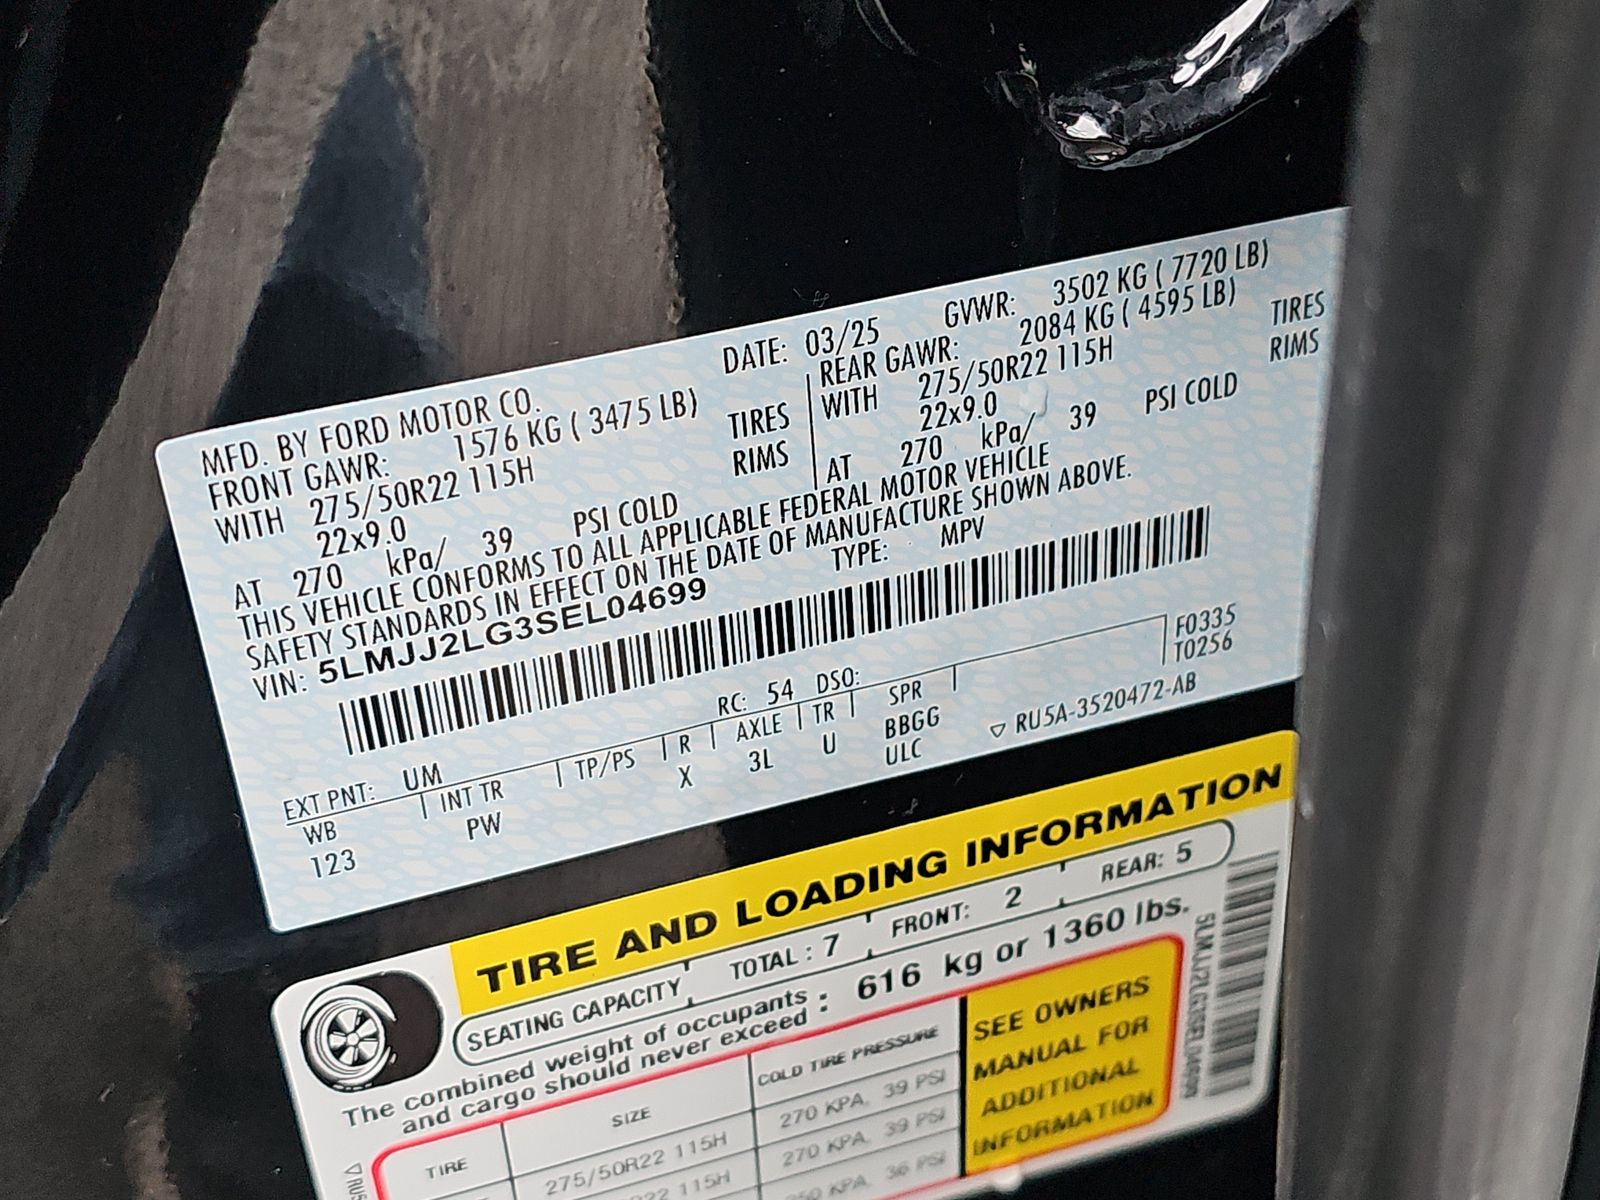 MFD. BY FORD MOTOR CO.
DATE: 03/25
GVWR: 3502 KG ( 7720 LB)
FRONT GAWR: 1576 KG ( 3475 LB)
WITH 275/50R22 115H TIRES
22x9.0 RIMS
AT 270 kPa/ 39 PSI COLD
REAR GAWR: 2084 KG ( 4595 LB)
WITH 275/50R22 115H TIRES
22x9.0 RIMS
AT 270 kPa/ 39 PSI COLD
THIS VEHICLE CONFORMS TO ALL APPLICABLE FEDERAL MOTOR VEHICLE
SAFETY STANDARDS IN EFFECT ON THE DATE OF MANUFACTURE SHOWN ABOVE.
VIN: 5LMJJ2LG3SEL04699
TYPE: MPV
EXT PNT: UM
RC: 54 DSO:
F0335
T0256
WB INT TR TP/PS R AXLE TR SPR
123 PW X 3L U BBGG
ULC
RU5A-3520472-AB
TIRE AND LOADING INFORMATION
SEATING CAPACITY TOTAL : 7 FRONT: 2 REAR: 5
The combined weight of occupants
and cargo should never exceed : 616 kg or 1360 lbs.
TIRE SIZE COLD TIRE PRESSURE
275/50R22 115H 270 KPA, 39 PSI
22 115H 270 KPA, 39 PSI
KPA, 36 PSI
SEE OWNERS
MANUAL FOR
ADDITIONAL
INFORMATION
5LMJJ2LG3SEL04699